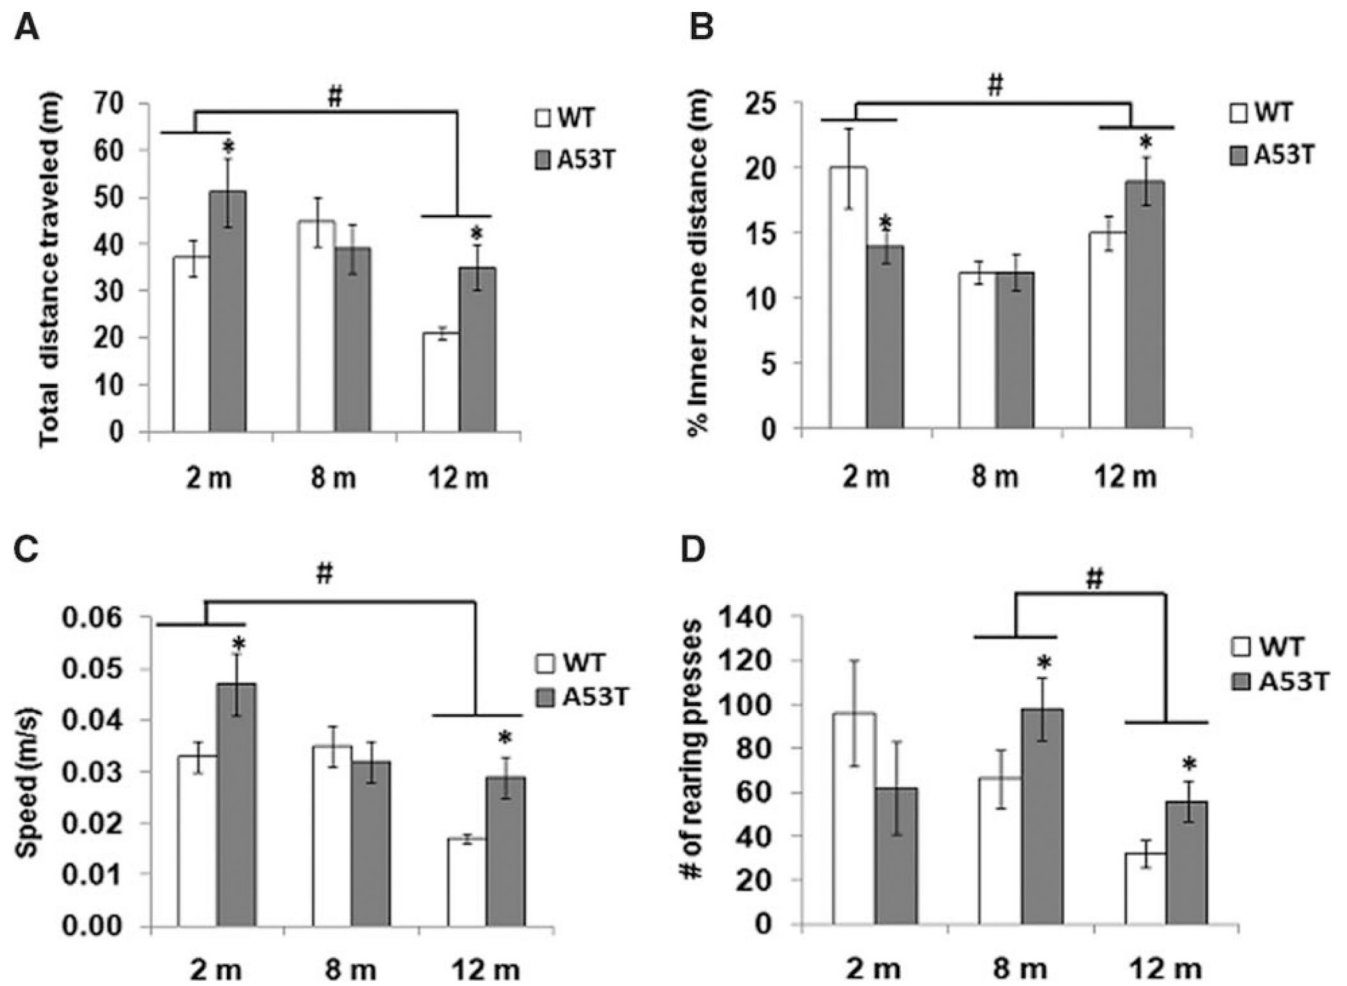 A
Total distance traveled (m)
70
60
50
40
30
20
10
0
#
*
*
WT
A53T
2 m 8 m 12 m
B
% Inner zone distance (m)
25
20
15
10
5
0
#
*
*
WT
A53T
2 m 8 m 12 m
C
Speed (m/s)
0.06
0.05
0.04
0.03
0.02
0.01
0.00
#
*
*
WT
A53T
2 m 8 m 12 m
D
# of rearing presses
140
120
100
80
60
40
20
0
#
*
*
WT
A53T
2 m 8 m 12 m